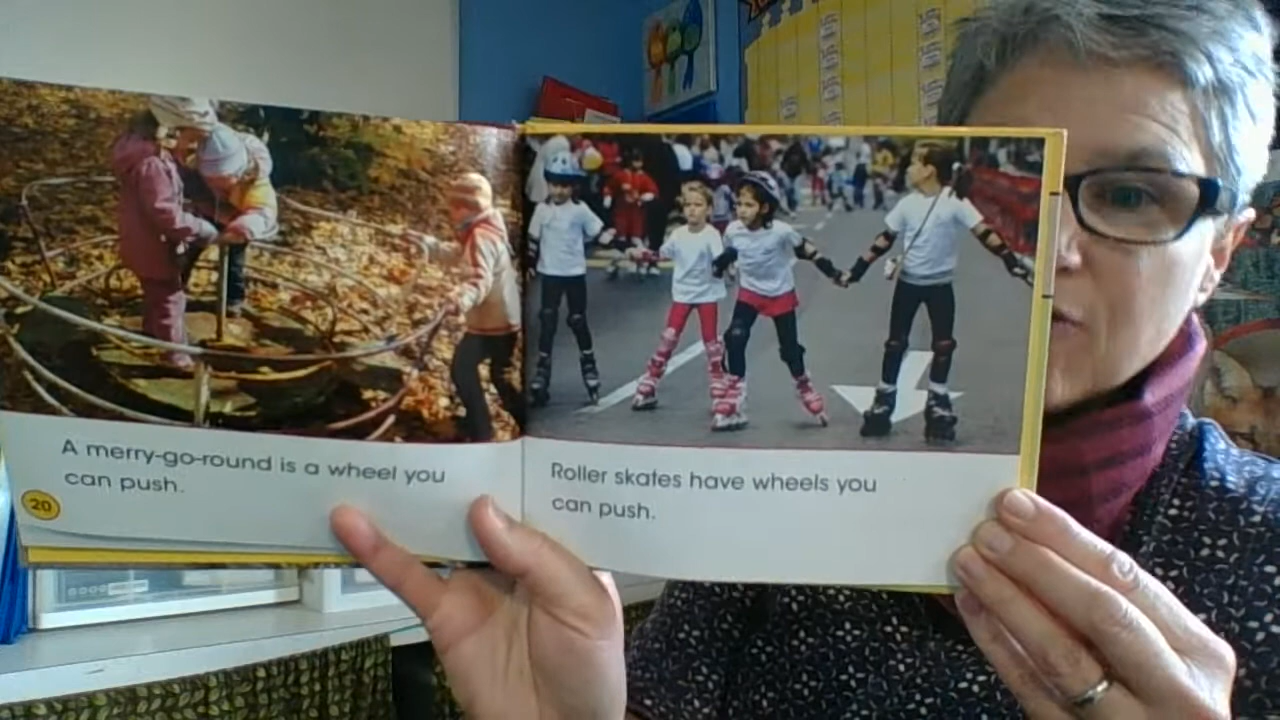 A merry-go-round is a wheel you
can push.
20
Roller skates have wheels you
can push.